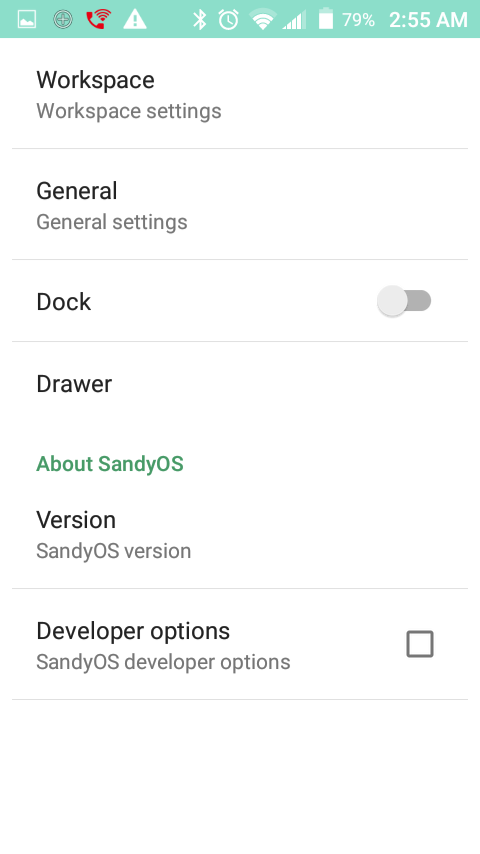 79% 2:55 AM
Workspace
Workspace settings
General
General settings
Dock
Drawer
About SandyOS
Version
SandyOS version
Developer options
SandyOS developer options